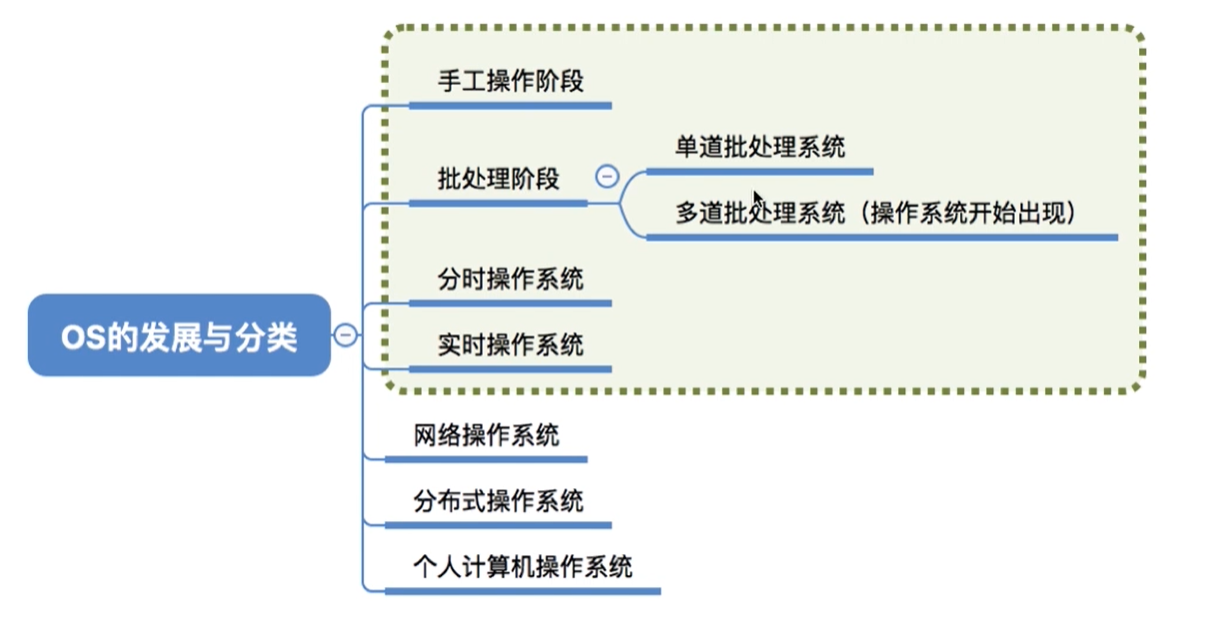 OS的发展与分类
手工操作阶段
批处理阶段
单道批处理系统
多道批处理系统（操作系统开始出现）
分时操作系统
实时操作系统
网络操作系统
分布式操作系统
个人计算机操作系统